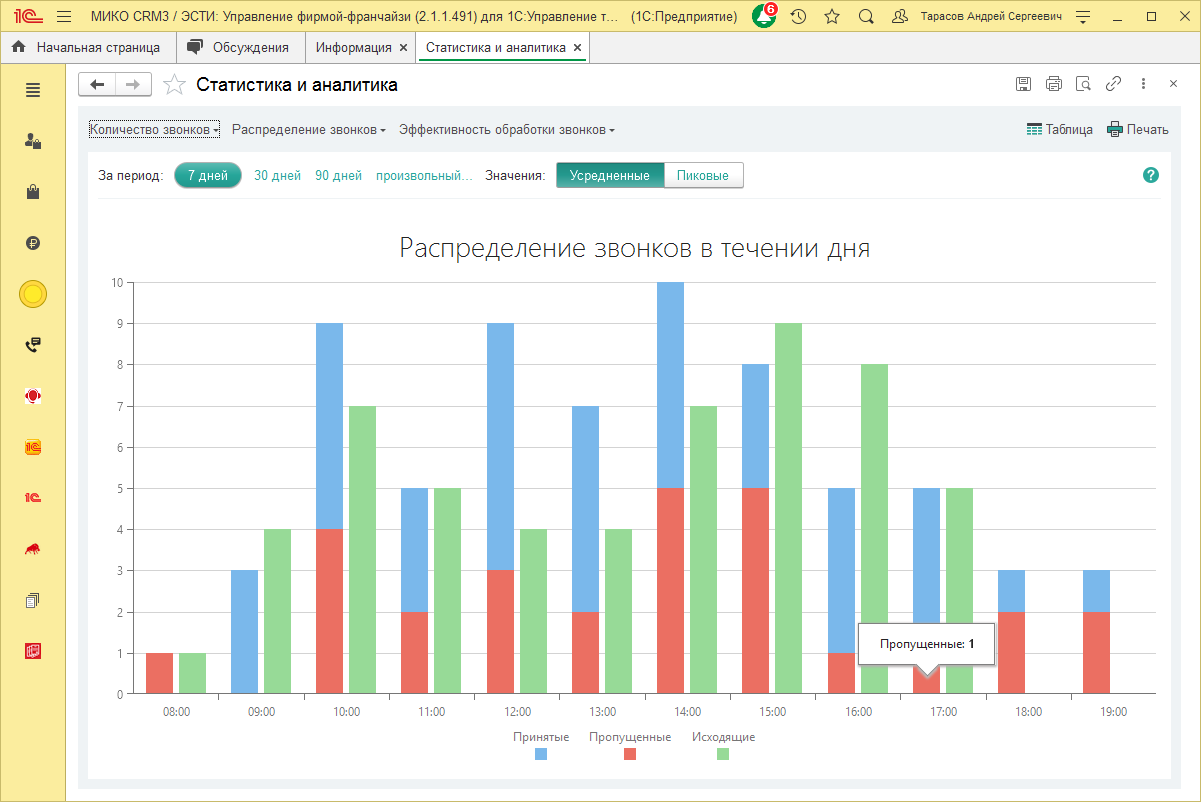 МИКО CRM3 / ЭСТИ: Управление фирмой-франчайзи (2.1.1.491) для 1С:Управление т... (1С:Предприятие) 6 Тарасов Андрей Сергеевич
Начальная страница Обсуждения Информация × Статистика и аналитика ×
Статистика и аналитика
Количество звонков Распределение звонков Эффективность обработки звонков Таблица Печать
За период: 7 дней 30 дней 90 дней произвольный... Значения: Усредненные Пиковые ?
Распределение звонков в течении дня
10
9
8
7
6
5
4
3
2
1
0
Пропущенные: 1
08:00 09:00 10:00 11:00 12:00 13:00 14:00 15:00 16:00 17:00 18:00 19:00
Принятые Пропущенные Исходящие